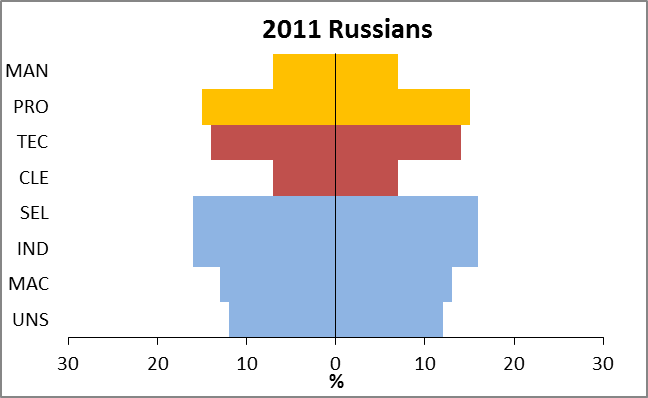 2011 Russians
MAN
PRO
TEC
CLE
SEL
IND
MAC
UNS
30 20 10 0 10 20 30
%